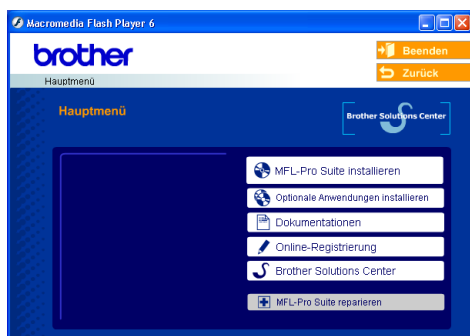 Macromedia Flash Player 6
brother
Beenden
Zurück
Hauptmenü
Hauptmenü
Brother Solutions Center
MFL-Pro Suite installieren
Optionale Anwendungen installieren
Dokumentationen
Online-Registrierung
Brother Solutions Center
MFL-Pro Suite reparieren